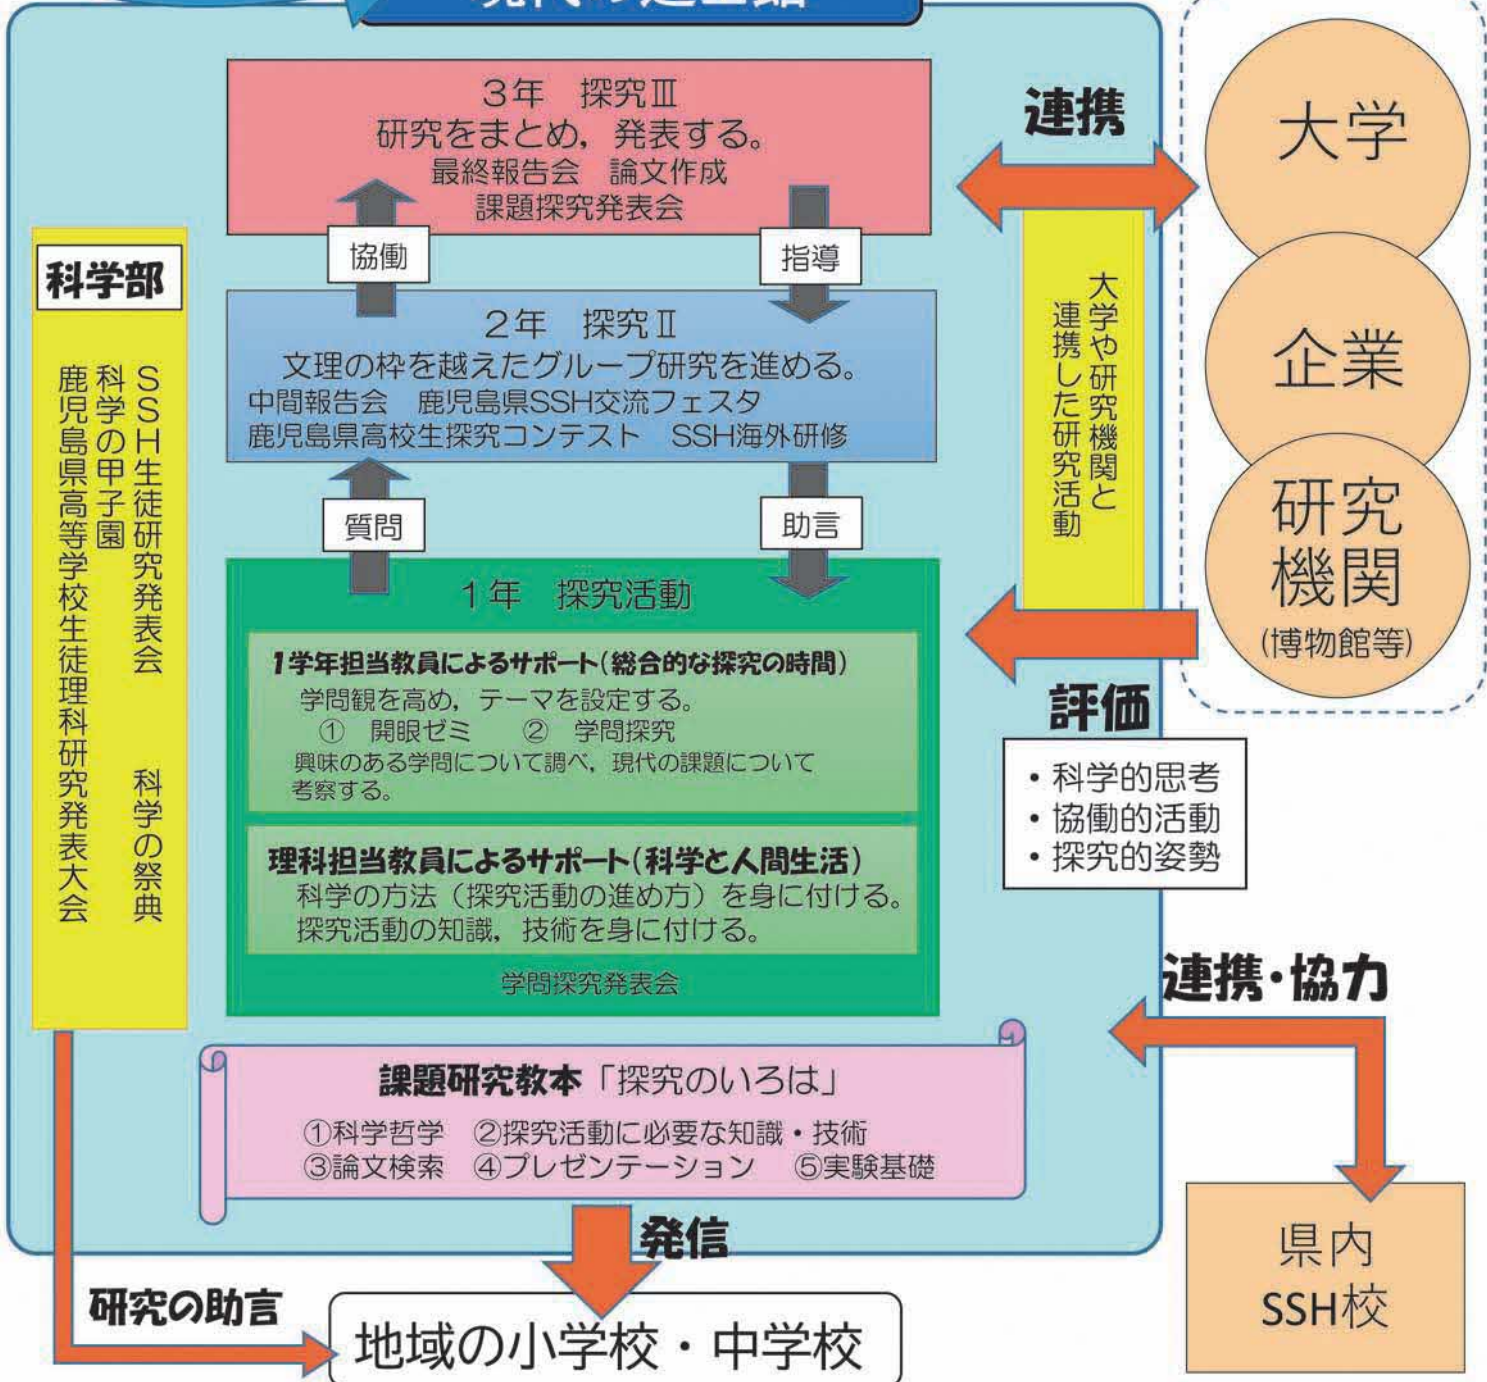 現代の造士館
3年 探究Ⅲ
研究をまとめ，発表する。
最終報告会 論文作成
課題探究発表会
協働
指導
2年 探究Ⅱ
文理の枠を越えたグループ研究を進める。
中間報告会 鹿児島県SSH交流フェスタ
鹿児島県高校生探究コンテスト SSH海外研修
質問
助言
1年 探究活動
1学年担当教員によるサポート(総合的な探究の時間)
学問観を高め，テーマを設定する。
① 開眼ゼミ ② 学問探究
興味のある学問について調べ，現代の課題について
考察する。
理科担当教員によるサポート(科学と人間生活)
科学の方法（探究活動の進め方）を身に付ける。
探究活動の知識，技術を身に付ける。
学問探究発表会
科学部
ＳＳＨ生徒研究発表会 科学の祭典
科学の甲子園
鹿児島県高等学校生徒理科研究発表大会
連携
大学や研究機関と
連携した研究活動
大学
企業
研究
機関
(博物館等)
評価
・科学的思考
・協働的活動
・探究的姿勢
連携・協力
県内
SSH校
課題研究教本「探究のいろは」
①科学哲学 ②探究活動に必要な知識・技術
③論文検索 ④プレゼンテーション ⑤実験基礎
発信
研究の助言
地域の小学校・中学校